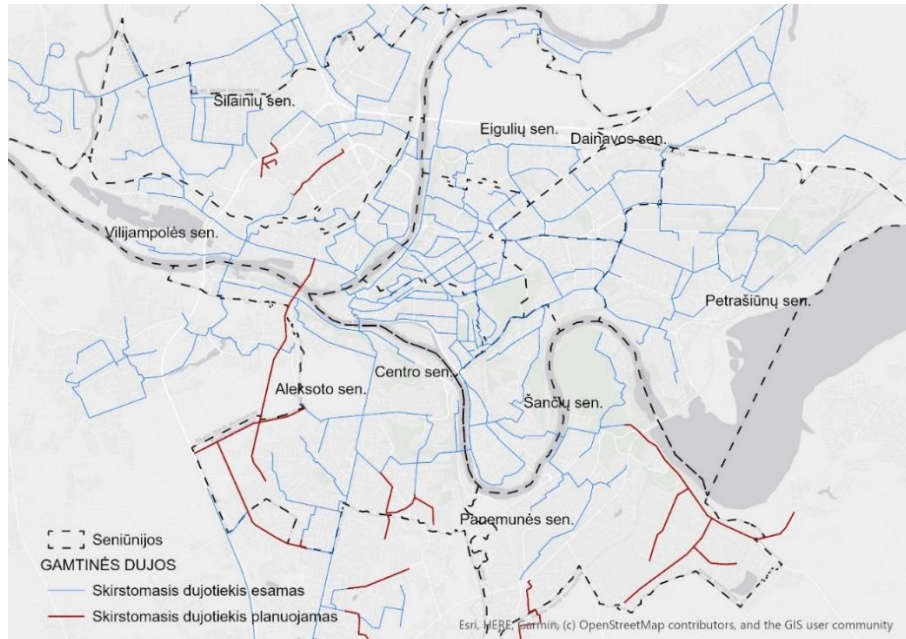 Šilainių sen.
Eigulių sen.
Dainavos sen.
Vilijampolės sen.
Petrašiūnų sen.
Centro sen.
Aleksoto sen.
Šančių sen.
Panemunės sen.
Seniūnijos
GAMTINĖS DUJOS
Skirstomasis dujotiekis esamas
Skirstomasis dujotiekis planuojamas
Esri, HERE, Garmin, (c) OpenStreetMap contributors, and the GIS user community